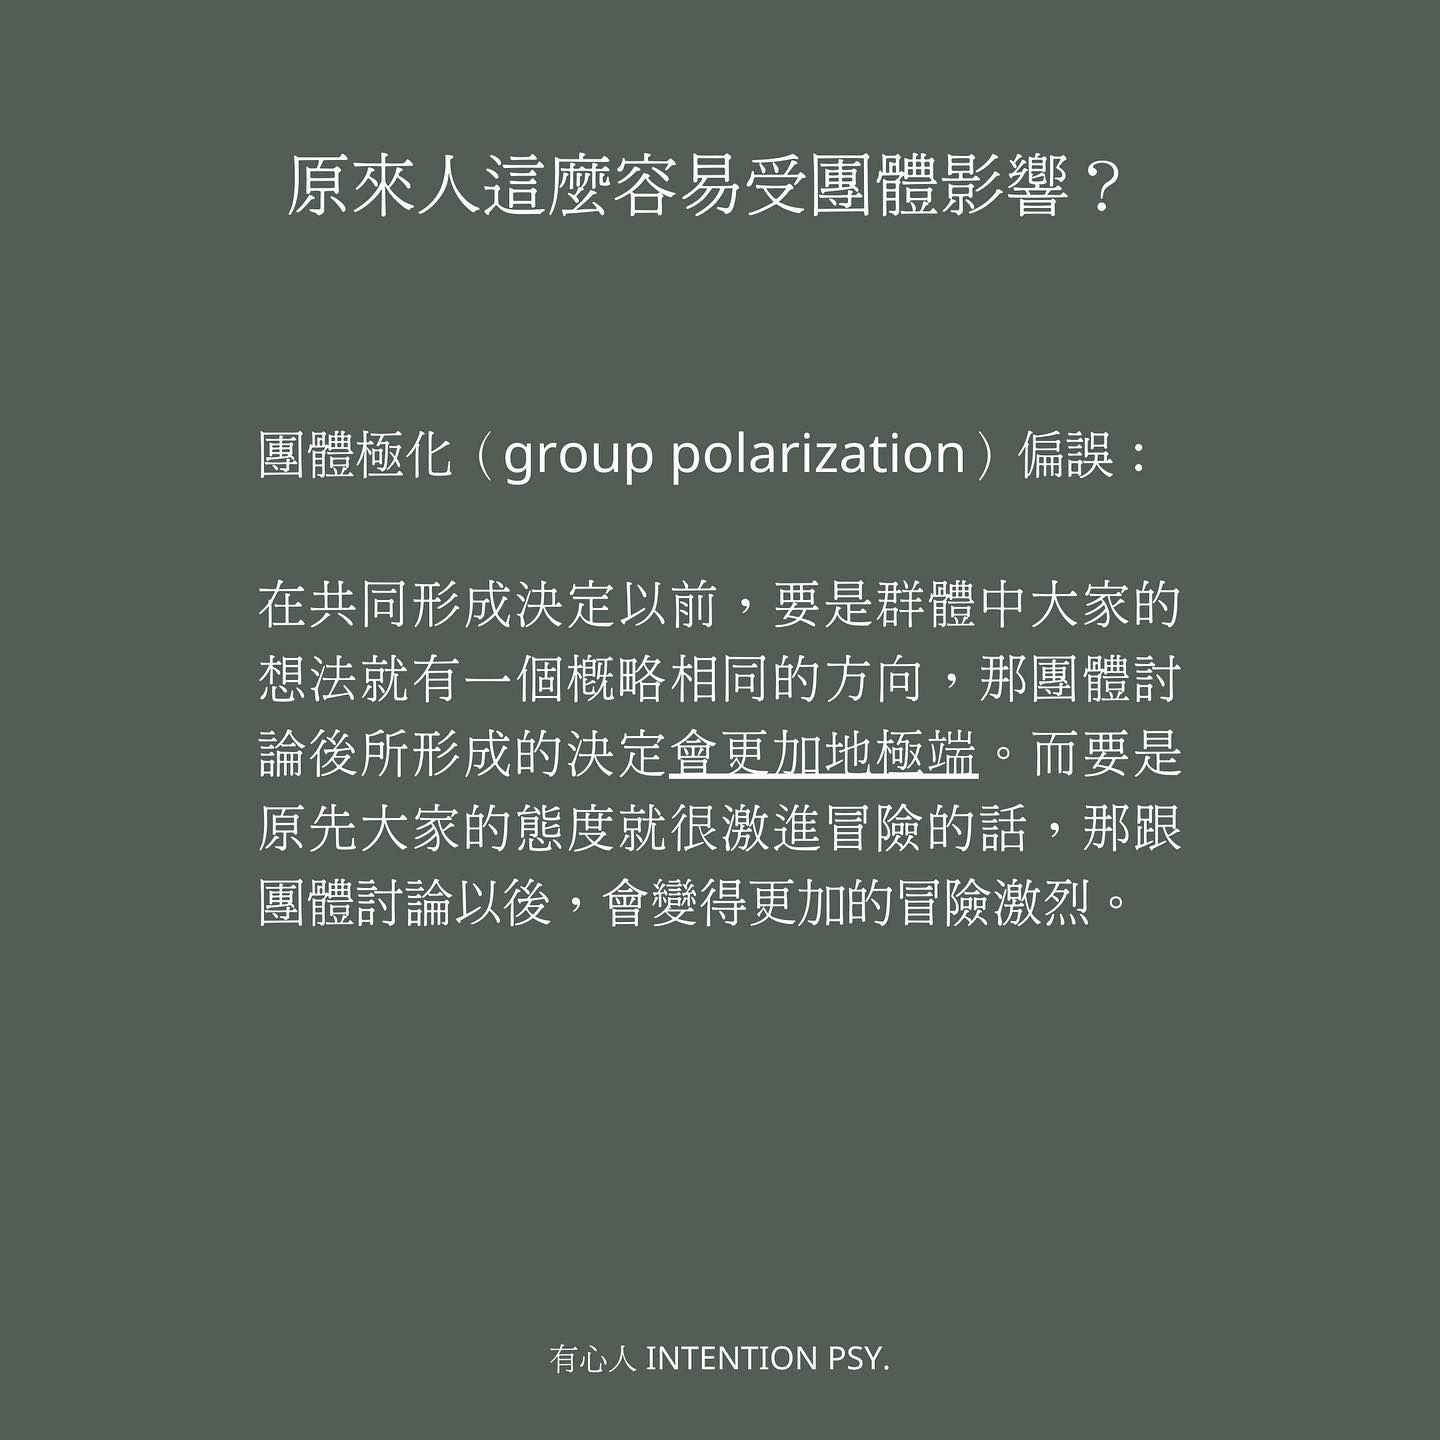 原來人這麼容易受團體影響？
團體極化（group polarization）偏誤：
在共同形成決定以前，要是群體中大家的
想法就有一個概略相同的方向，那團體討
論後所形成的決定會更加地極端。而要是
原先大家的態度就很激進冒險的話，那跟
團體討論以後，會變得更加的冒險激烈。
有心人 INTENTION PSY.